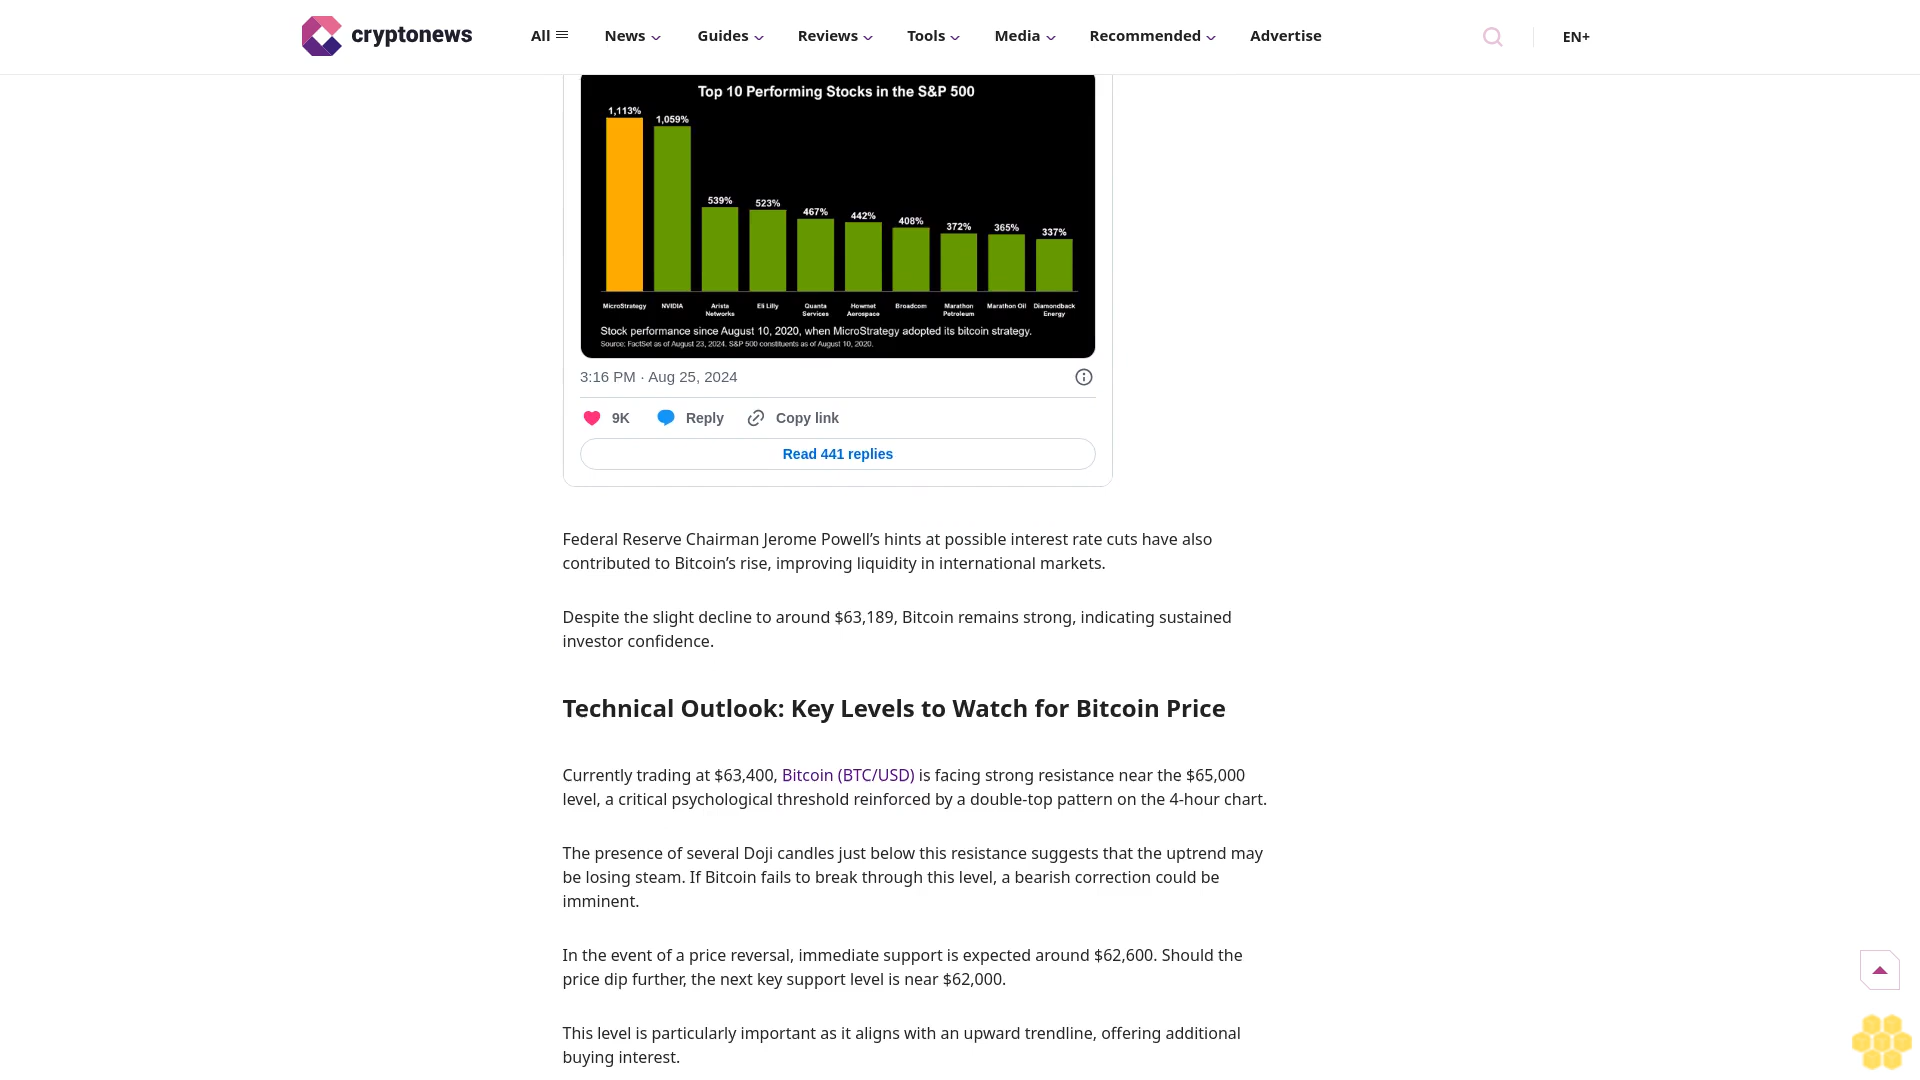 cryptonews
All
News
Guides
Reviews
Tools
Media
Recommended
Advertise
EN+
Top 10 Performing Stocks in the S&P 500
1,113%
1,059%
539%
523%
467%
442%
408%
372%
365%
337%
MicroStrategy
NVIDIA
Arista
Networks
Eli Lilly
Quanta
Services
Howmet
Aerospace
Broadcom
Marathon
Petroleum
Marathon Oil
Diamondback
Energy
Stock performance since August 10, 2020, when MicroStrategy adopted its bitcoin strategy.
Source: FactSet as of August 23, 2024. S&P 500 constituents as of August 10, 2020.
3:16 PM · Aug 25, 2024
9K
Reply
Copy link
Read 441 replies
Federal Reserve Chairman Jerome Powell’s hints at possible interest rate cuts have also
contributed to Bitcoin’s rise, improving liquidity in international markets.
Despite the slight decline to around $63,189, Bitcoin remains strong, indicating sustained
investor confidence.
Technical Outlook: Key Levels to Watch for Bitcoin Price
Currently trading at $63,400, Bitcoin (BTC/USD) is facing strong resistance near the $65,000
level, a critical psychological threshold reinforced by a double-top pattern on the 4-hour chart.
The presence of several Doji candles just below this resistance suggests that the uptrend may
be losing steam. If Bitcoin fails to break through this level, a bearish correction could be
imminent.
In the event of a price reversal, immediate support is expected around $62,600. Should the
price dip further, the next key support level is near $62,000.
This level is particularly important as it aligns with an upward trendline, offering additional
buying interest.